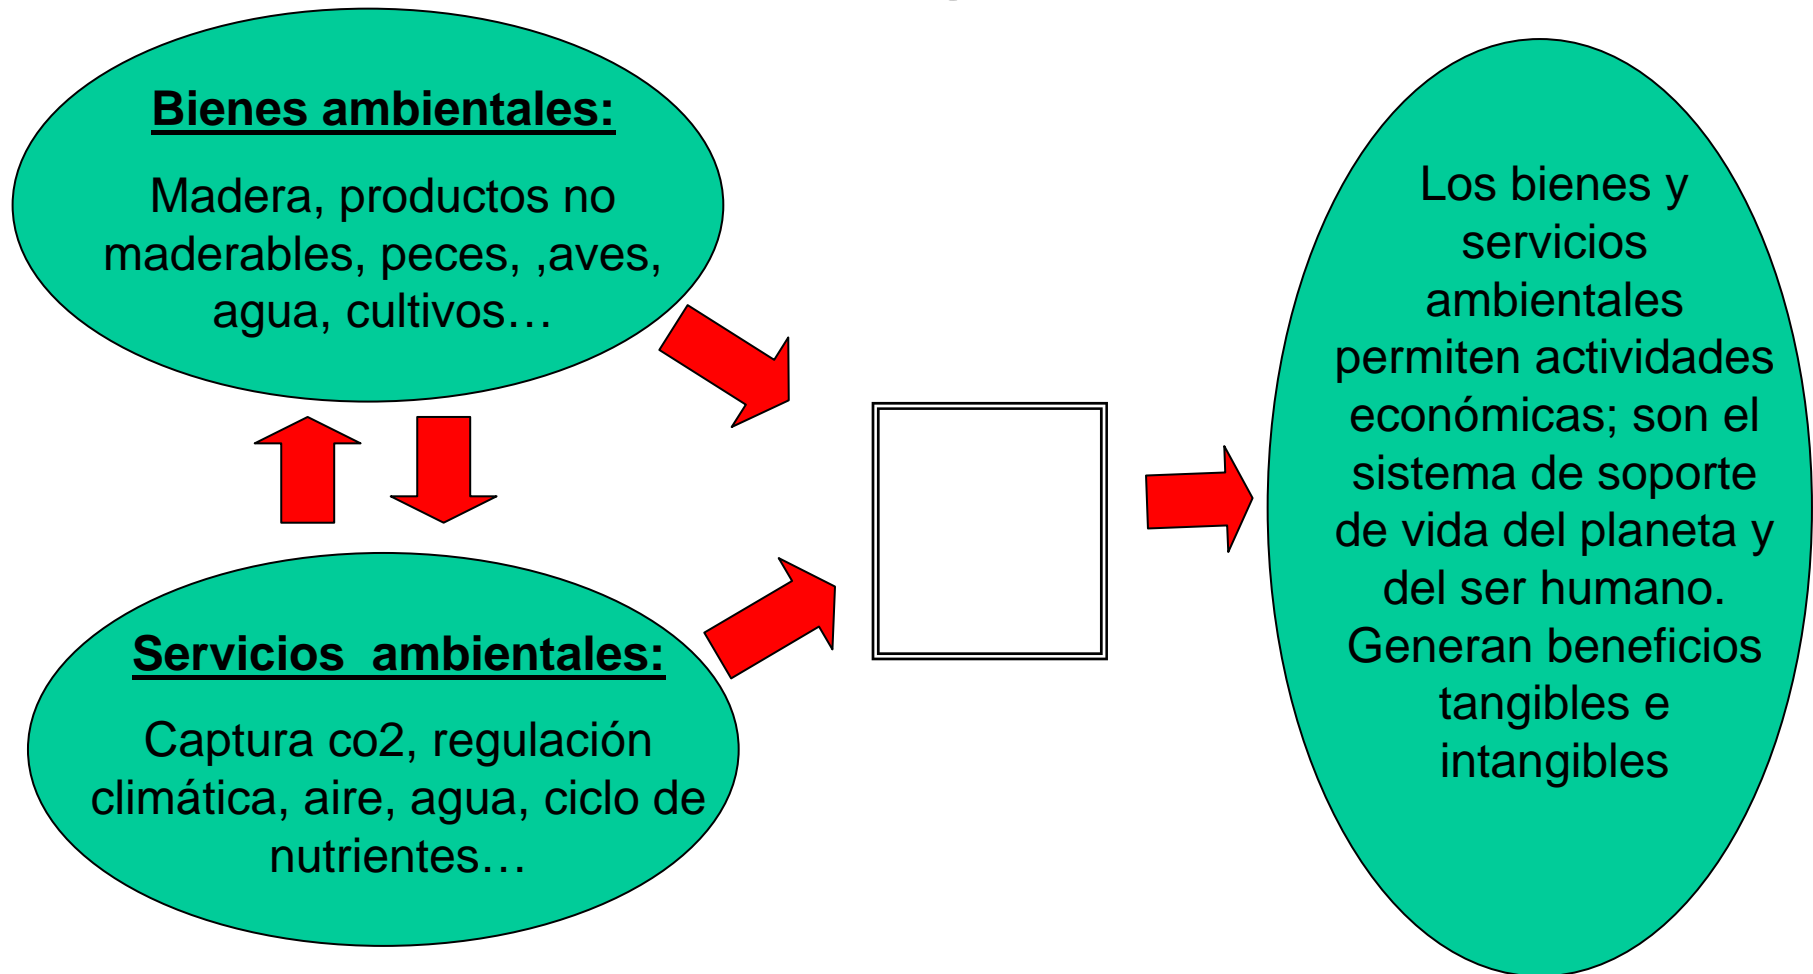 Bienes ambientales:
Madera, productos no
maderables, peces, ,aves,
agua, cultivos…
Servicios  ambientales:
Captura co2, regulación
climática, aire, agua, ciclo de
nutrientes…
Los bienes y
servicios
ambientales
permiten actividades
económicas; son el
sistema de soporte
de vida del planeta y
del ser humano.
Generan beneficios
tangibles e
intangibles